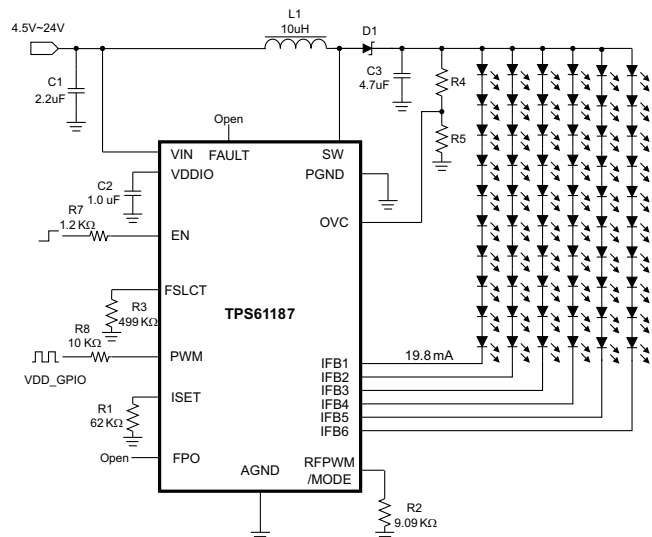 4.5V~24V
L1
10uH
D1
C1
2.2uF
C3
4.7uF
R4
R5
Open
VIN
FAULT
SW
VDDIO
PGND
C2
1.0 uF
R7
1.2 KΩ
EN
OVC
FSLCT
R3
499 KΩ
TPS61187
R8
10 KΩ
PWM
VDD_GPIO
19.8 mA
IFB1
IFB2
IFB3
IFB4
IFB5
IFB6
ISET
R1
62 KΩ
Open
FPO
AGND
RFPWM
/MODE
R2
9.09 KΩ